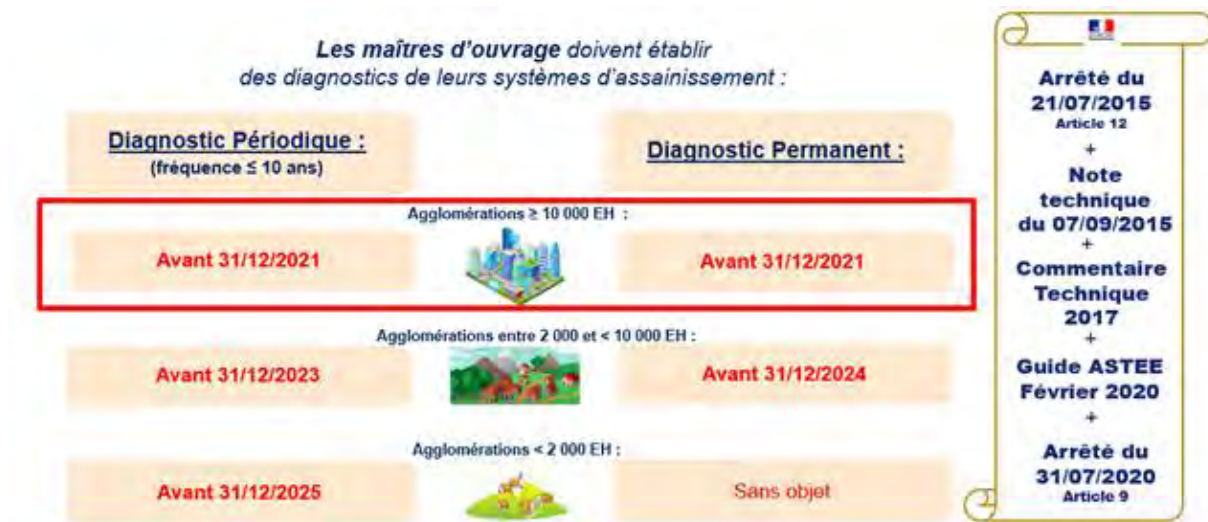 Les maîtres d'ouvrage doivent établir
des diagnostics de leurs systèmes d'assainissement :
Diagnostic Périodique :
(fréquence ≤ 10 ans)
Diagnostic Permanent :
Agglomérations ≥ 10 000 EH :
Avant 31/12/2021
Avant 31/12/2021
Agglomérations entre 2 000 et < 10 000 EH :
Avant 31/12/2023
Avant 31/12/2024
Agglomérations < 2 000 EH :
Avant 31/12/2025
Sans objet
Arrêté du
21/07/2015
Article 12
+
Note
technique
du 07/09/2015
+
Commentaire
Technique
2017
+
Guide ASTEE
Février 2020
+
Arrêté du
31/07/2020
Article 9